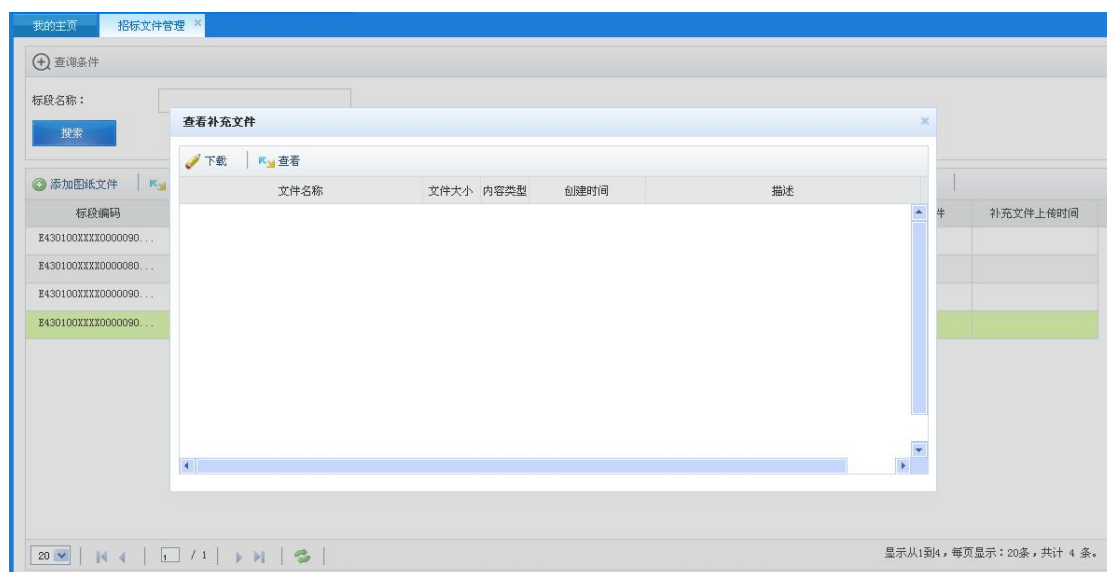 我的主页 招标文件管理
查询条件
标段名称：
搜索
查看补充文件
下载 查看
文件名称 文件大小 内容类型 创建时间 描述
添加图纸文件
标段编码 件 补充文件上传时间
E430100XXXX0000090...
E430100XXXX0000080...
E430100XXXX0000090...
E430100XXXX0000090...
20 1 / 1 显示从1到4，每页显示：20条，共计 4 条。